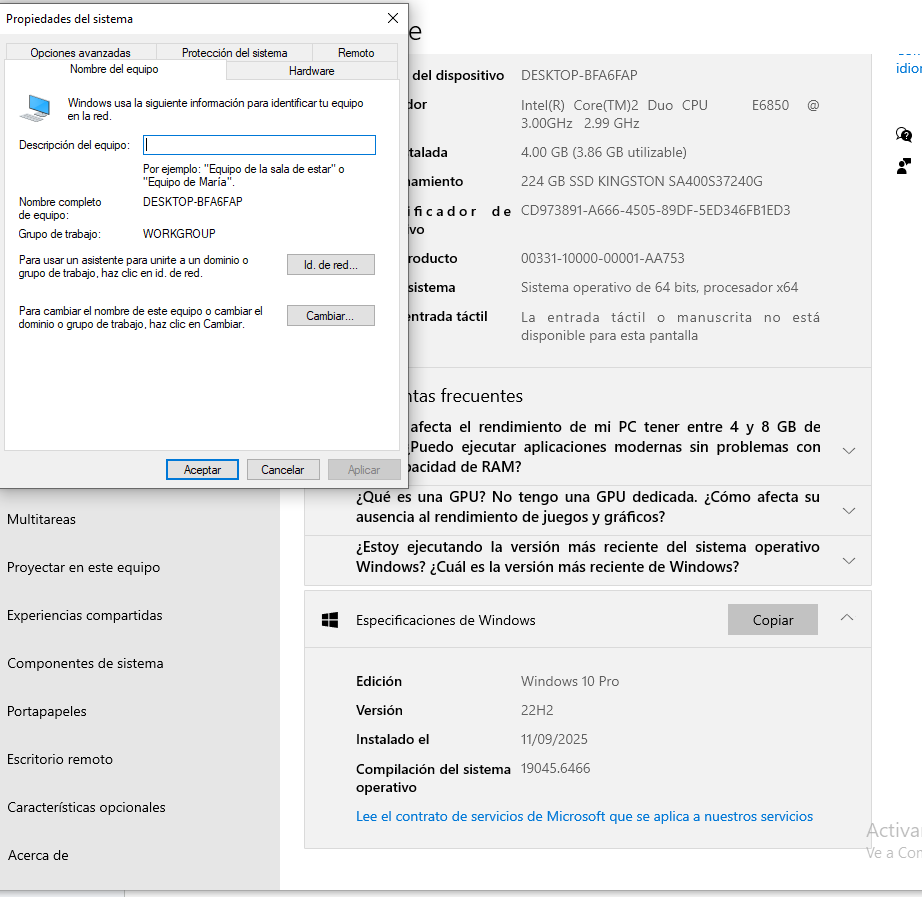 Propiedades del sistema
Opciones avanzadas Protección del sistema Remoto
Nombre del equipo Hardware
Windows usa la siguiente información para identificar tu equipo
en la red.
Descripción del equipo:
Por ejemplo: "Equipo de la sala de estar" o
"Equipo de María".
Nombre completo
de equipo:
DESKTOP-BFA6FAP
Grupo de trabajo: WORKGROUP
Para usar un asistente para unirte a un dominio o
grupo de trabajo, haz clic en id. de red.
Id. de red...
Para cambiar el nombre de este equipo o cambiar el
dominio o grupo de trabajo, haz clic en Cambiar.
Cambiar...
Aceptar Cancelar Aplicar
Multitareas
Proyectar en este equipo
Experiencias compartidas
Componentes de sistema
Portapapeles
Escritorio remoto
Características opcionales
Acerca de
del dispositivo DESKTOP-BFA6FAP
Intel(R) Core(TM)2 Duo CPU E6850 @
3.00GHz 2.99 GHz
talada 4.00 GB (3.86 GB utilizable)
namiento 224 GB SSD KINGSTON SA400S37240G
ificador de CD973891-A666-4505-89DF-5ED346FB1ED3
vo
roducto 00331-10000-00001-AA753
sistema Sistema operativo de 64 bits, procesador x64
entrada táctil La entrada táctil o manuscrita no está
disponible para esta pantalla
ntas frecuentes
afecta el rendimiento de mi PC tener entre 4 y 8 GB de
¿Puedo ejecutar aplicaciones modernas sin problemas con
pacidad de RAM?
¿Qué es una GPU? No tengo una GPU dedicada. ¿Cómo afecta su
ausencia al rendimiento de juegos y gráficos?
¿Estoy ejecutando la versión más reciente del sistema operativo
Windows? ¿Cuál es la versión más reciente de Windows?
Especificaciones de Windows Copiar
Edición Windows 10 Pro
Versión 22H2
Instalado el 11/09/2025
Compilación del sistema
operativo
19045.6466
Lee el contrato de servicios de Microsoft que se aplica a nuestros servicios
idior
Activa
Ve a Con